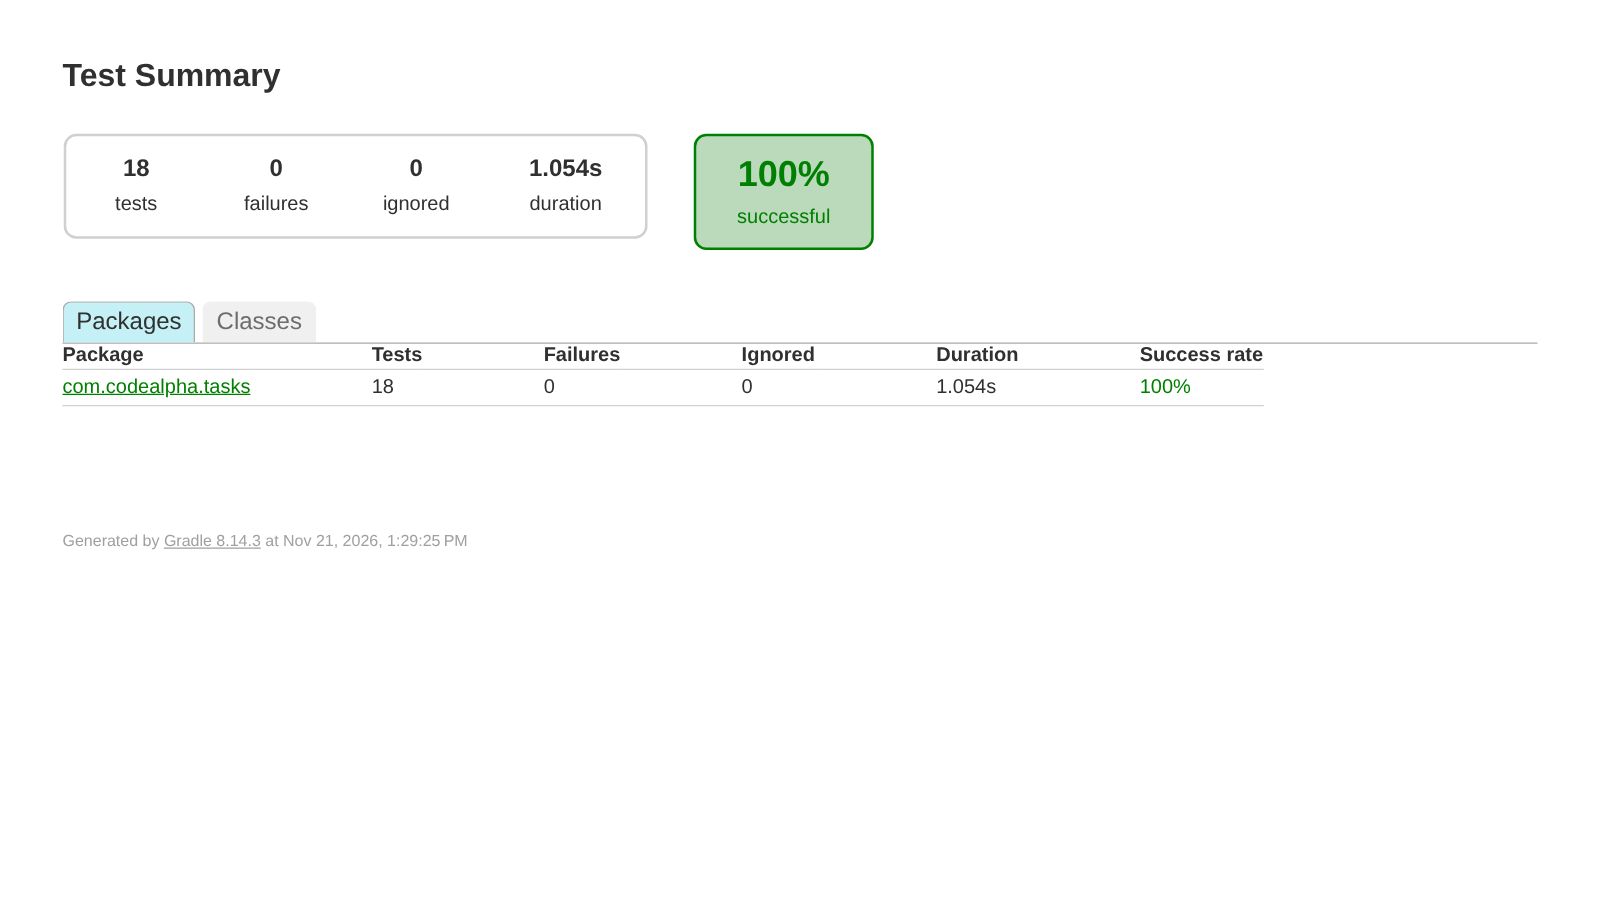 Test Summary
18 0 0 1.054s
tests failures ignored duration
100%
successful
Packages Classes
Package Tests Failures Ignored Duration Success rate
com.codealpha.tasks 18 0 0 1.054s 100%
Generated by Gradle 8.14.3 at Nov 21, 2026, 1:29:25 PM